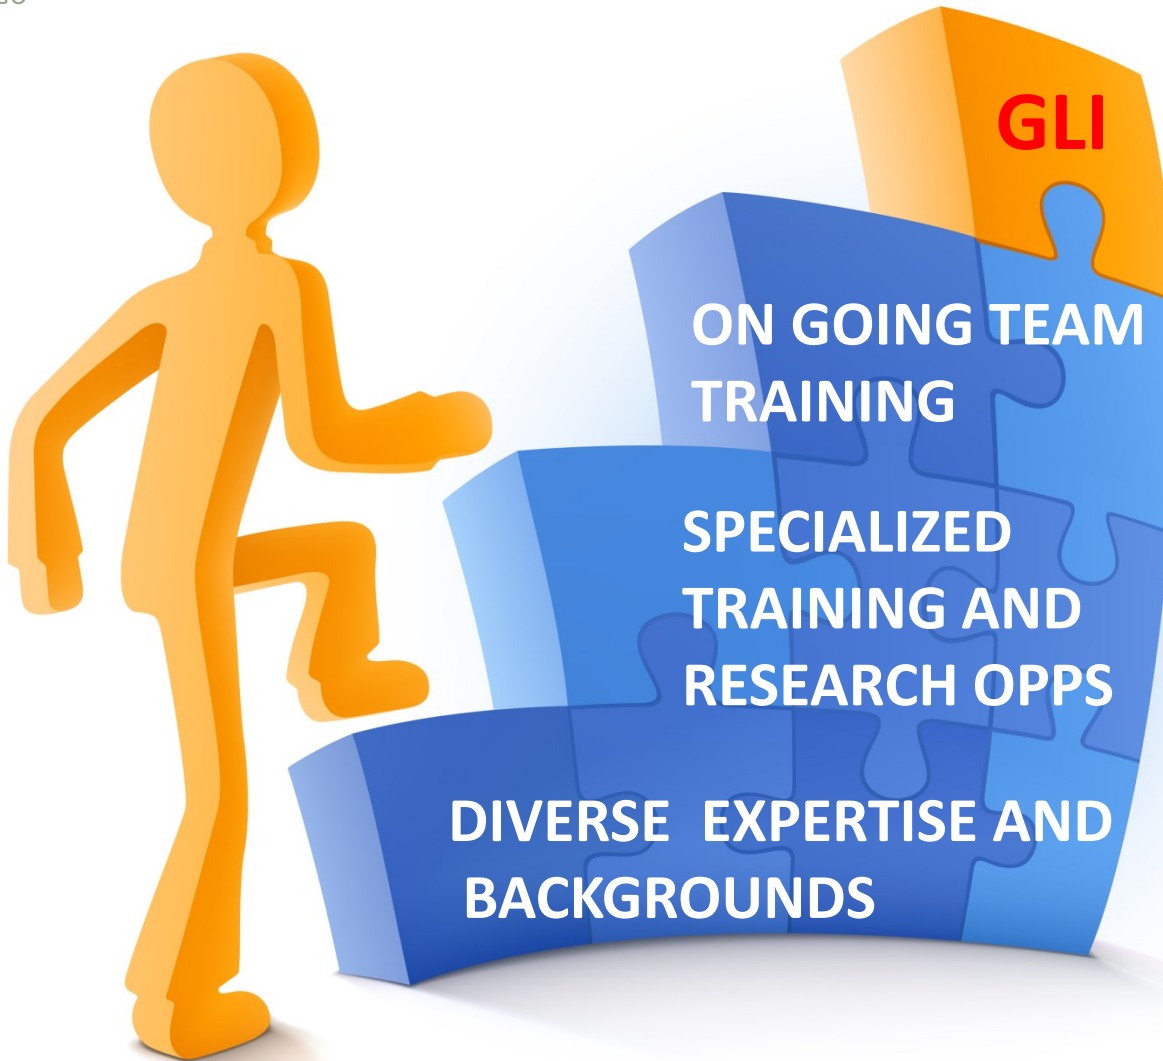 GLI
ON GOING TEAM
TRAINING
SPECIALIZED
TRAINING AND
RESEARCH OPPS
DIVERSE EXPERTISE AND
BACKGROUNDS